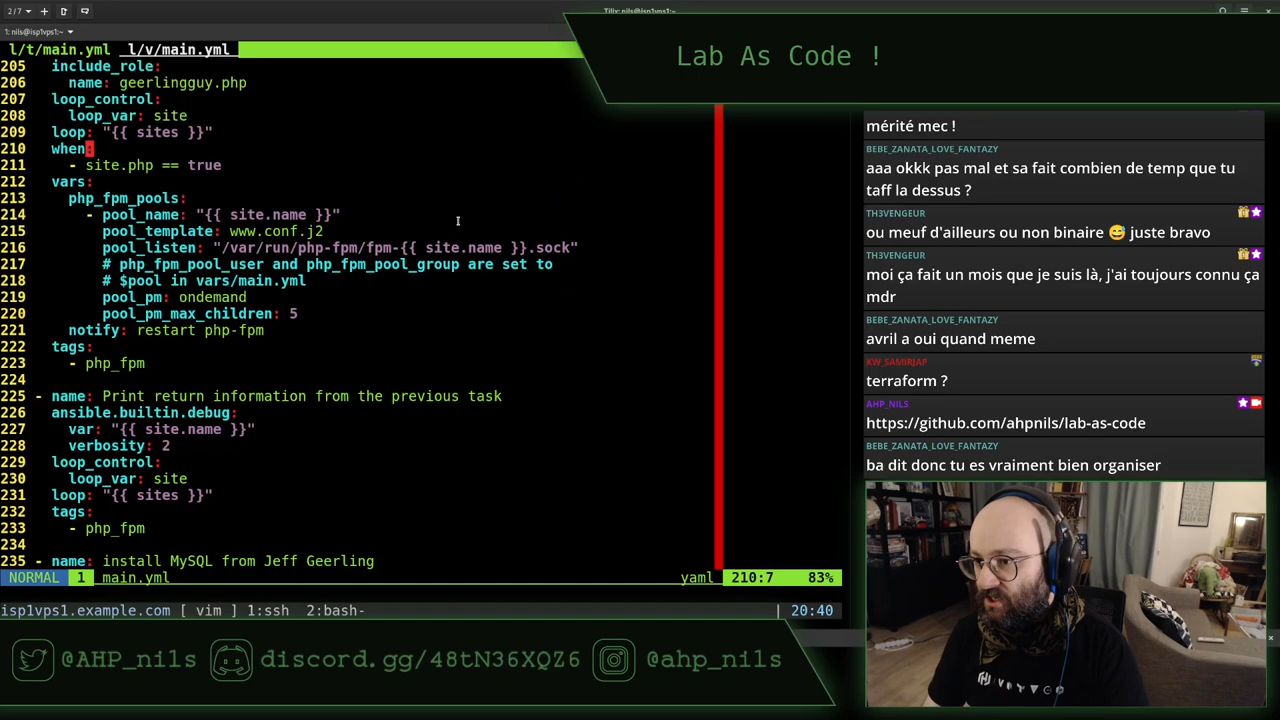 2/7
Tilix: nils@isp1vps1:~
1: nils@isp1vps1:~
l/t/main.yml l/v/main.yml
205 include_role:
206 name: geerlingguy.php
207 loop_control:
208 loop_var: site
209 loop: "{{ sites }}"
210 when:
211 - site.php == true
212 vars:
213 php_fpm_pools:
214 - pool_name: "{{ site.name }}"
215 pool_template: www.conf.j2
216 pool_listen: "/var/run/php-fpm/fpm-{{ site.name }}.sock"
217 # php_fpm_pool_user and php_fpm_pool_group are set to
218 # $pool in vars/main.yml
219 pool_pm: ondemand
220 pool_pm_max_children: 5
221 notify: restart php-fpm
222 tags:
223 - php_fpm
224
225 - name: Print return information from the previous task
226 ansible.builtin.debug:
227 var: "{{ site.name }}"
228 verbosity: 2
229 loop_control:
230 loop_var: site
231 loop: "{{ sites }}"
232 tags:
233 - php_fpm
234
235 - name: install MySQL from Jeff Geerling
NORMAL 1 main.yml yaml 210:7 83%
isp1vps1.example.com [ vim ] 1:ssh 2:bash- | 20:40
Lab As Code !
mérité mec !
BEBE_ZANATA_LOVE_FANTAZY
aaa okkk pas mal et sa fait combien de temp que tu
taff la dessus ?
TH3VENGEUR
ou meuf d'ailleurs ou non binaire 😅 juste bravo
TH3VENGEUR
moi ça fait un mois que je suis là, j'ai toujours connu ça
mdr
BEBE_ZANATA_LOVE_FANTAZY
avril a oui quand meme
KW_SAMIRJAP
terraform ?
AHP_NILS
https://github.com/ahpnils/lab-as-code
BEBE_ZANATA_LOVE_FANTAZY
ba dit donc tu es vraiment bien organiser
@AHP_nils discord.gg/48tN36XQZ6 @ahp_nils